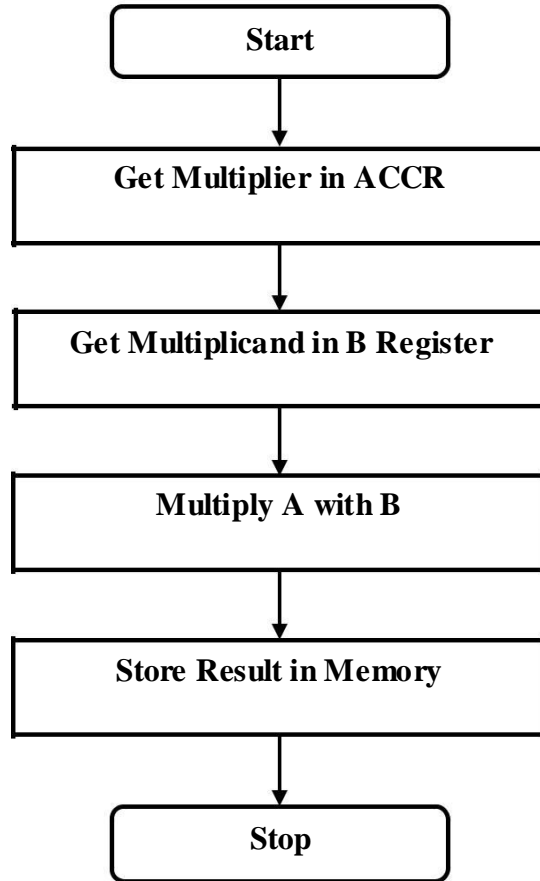 Start
Get Multiplier in ACCR
Get Multiplicand in B Register
Multiply A with B
Store Result in Memory
Stop